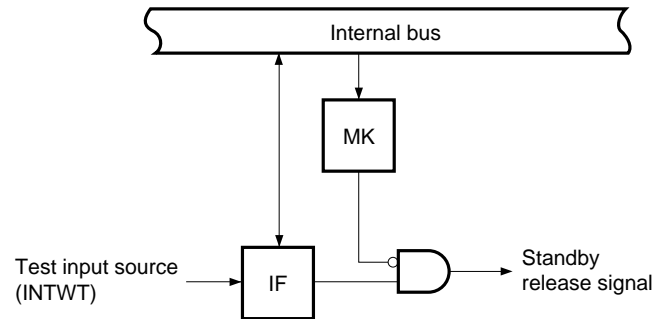 Internal bus
MK
Test input source
(INTWT)
IF
Standby
release signal